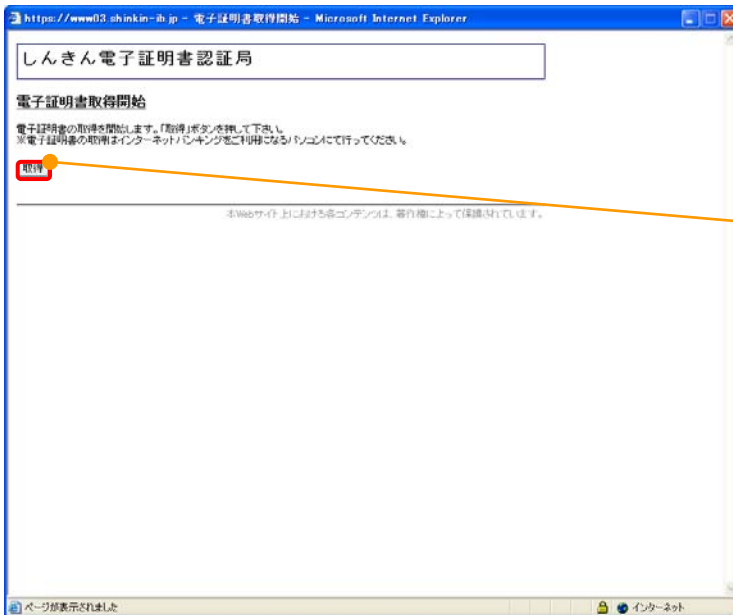 https://www03.shinkin-ib.jp - 電子証明書取得開始 - Microsoft Internet Explorer
しんきん電子証明書認証局
電子証明書取得開始
電子証明書の取得を開始します。「取得」ボタンを押して下さい。
※電子証明書の取得はインターネットバンキングをご利用になるパソコンにて行ってください。
取得
本Webサイト上における各コンテンツは、著作権によって保護されています。
ページが表示されました
インターネット